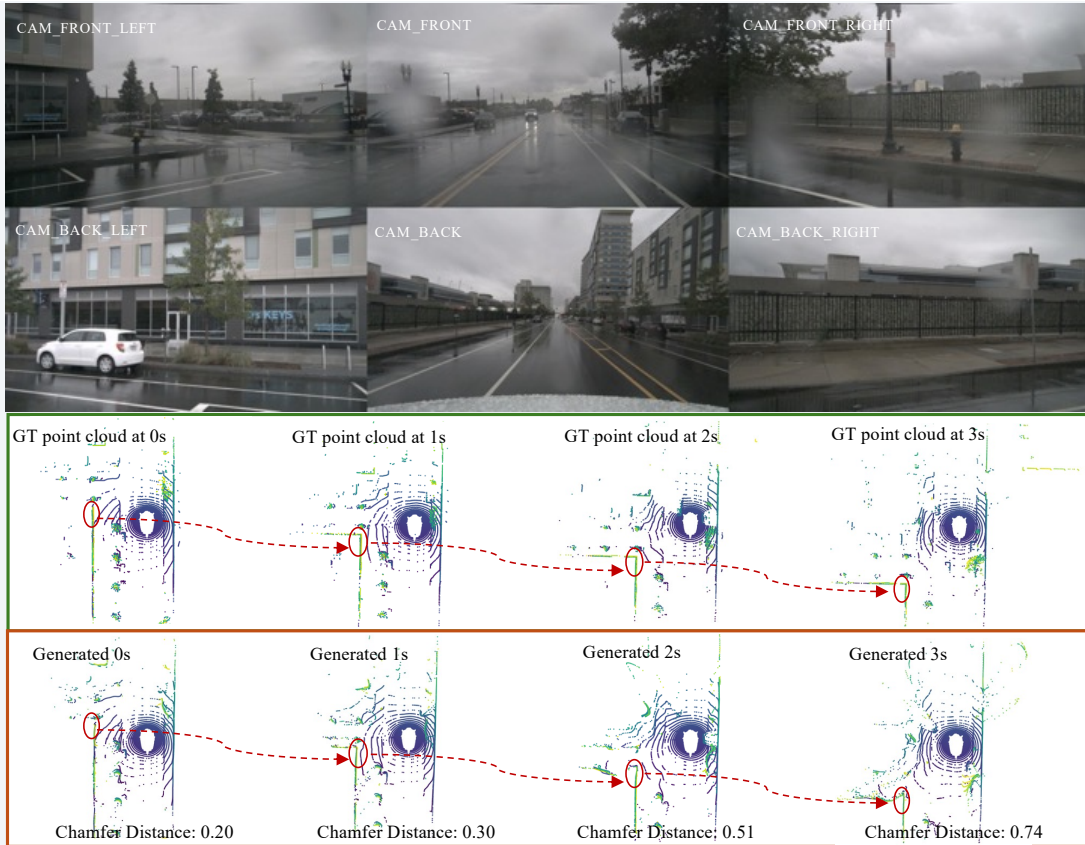 CAM_FRONT_LEFT
CAM_FRONT
CAM_FRONT_RIGHT
CAM_BACK_LEFT
CAM_BACK
CAM_BACK_RIGHT
KEYS
GT point cloud at 0s
GT point cloud at 1s
GT point cloud at 2s
GT point cloud at 3s
Generated 0s
Generated 1s
Generated 2s
Generated 3s
Chamfer Distance: 0.20
Chamfer Distance: 0.30
Chamfer Distance: 0.51
Chamfer Distance: 0.74